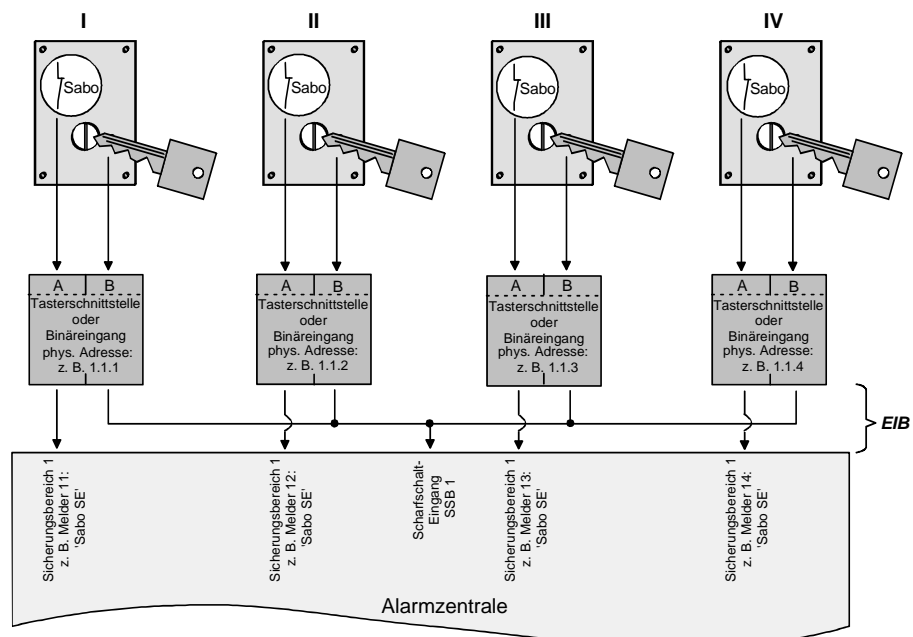 I
II
III
IV
Sabo
Sabo
Sabo
Sabo
A B
Tasterschnittstelle
oder
Binäreingang
phys. Adresse:
z. B. 1.1.1
A B
Tasterschnittstelle
oder
Binäreingang
phys. Adresse:
z. B. 1.1.2
A B
Tasterschnittstelle
oder
Binäreingang
phys. Adresse:
z. B. 1.1.3
A B
Tasterschnittstelle
oder
Binäreingang
phys. Adresse:
z. B. 1.1.4
EIB
Sicherungsbereich 1
z. B. Melder 11:
'Sabo SE'
Sicherungsbereich 1
z. B. Melder 12:
'Sabo SE'
Scharfschalt-
Eingang
SSB 1
Sicherungsbereich 1
z. B. Melder 13:
'Sabo SE'
Sicherungsbereich 1
z. B. Melder 14:
'Sabo SE'
Alarmzentrale